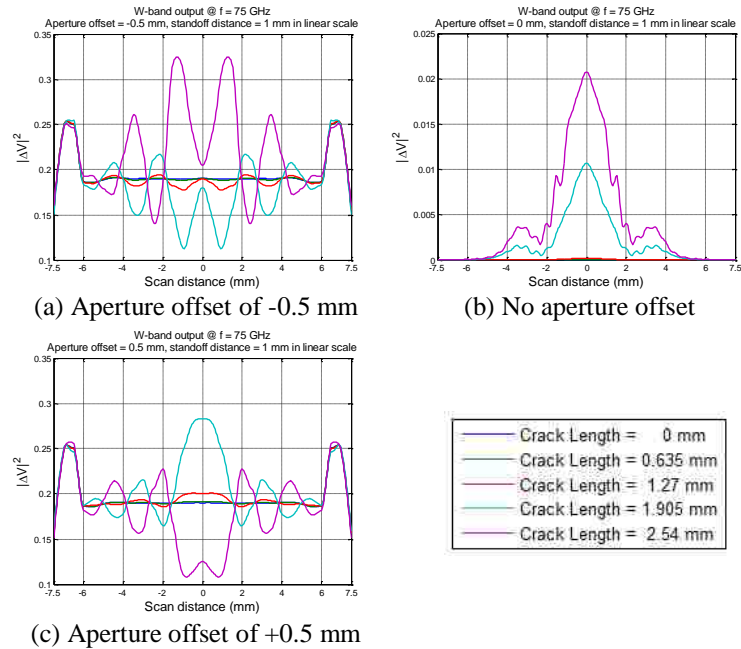 W-band output @ f = 75 GHz
Aperture offset = -0.5 mm, standoff distance = 1 mm in linear scale
0.35
0.3
0.25
0.2
0.15
0.1
|ΔV|²
-7.5 -6 -4 -2 0 2 4 6 7.5
Scan distance (mm)
(a) Aperture offset of -0.5 mm
W-band output @ f = 75 GHz
Aperture offset = 0 mm, standoff distance = 1 mm in linear scale
0.025
0.02
0.015
0.01
0.005
0
|ΔV|²
-7.5 -6 -4 -2 0 2 4 6 7.5
Scan distance (mm)
(b) No aperture offset
W-band output @ f = 75 GHz
Aperture offset = 0.5 mm, standoff distance = 1 mm in linear scale
0.35
0.3
0.25
0.2
0.15
0.1
|ΔV|²
-7.5 -6 -4 -2 0 2 4 6 7.5
Scan distance (mm)
(c) Aperture offset of +0.5 mm
Crack Length = 0 mm
Crack Length = 0.635 mm
Crack Length = 1.27 mm
Crack Length = 1.905 mm
Crack Length = 2.54 mm